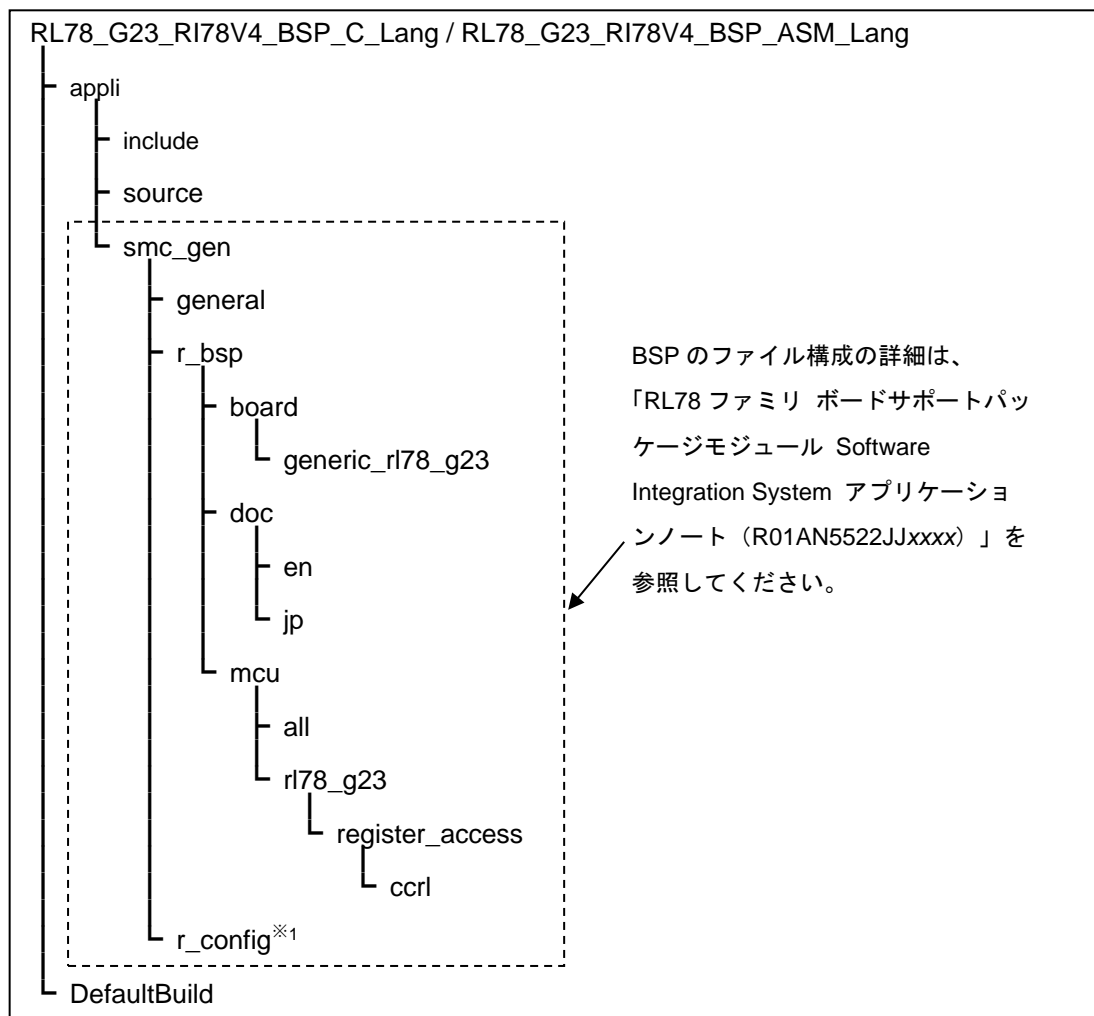 RL78_G23_RI78V4_BSP_C_Lang / RL78_G23_RI78V4_BSP_ASM_Lang
appli
include
source
smc_gen
general
r_bsp
board
generic_rl78_g23
doc
en
jp
mcu
all
rl78_g23
register_access
ccrl
r_config※1
DefaultBuild
BSP のファイル構成の詳細は、
「RL78 ファミリ ボードサポートパッ
ケージモジュール Software
Integration System アプリケーショ
ンノート（R01AN5522JJxxxx）」を
参照してください。